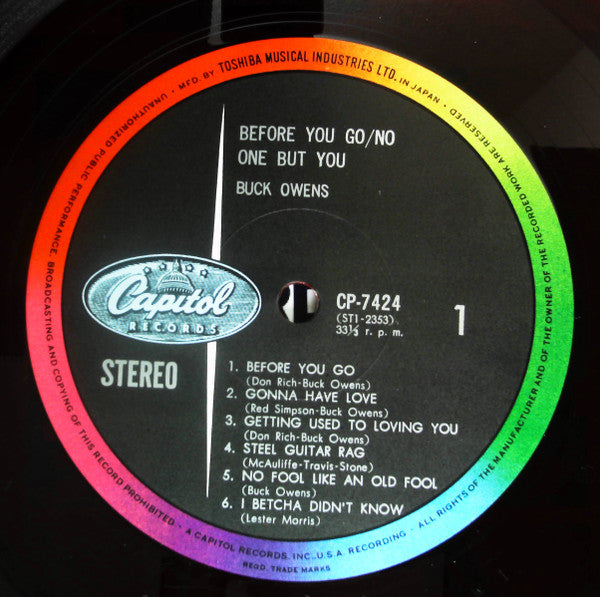 MFD. BY TOSHIBA MUSICAL INDUSTRIES LTD. IN JAPAN • ALL RIGHTS OF THE MANUFACTURER AND OF THE OWNER OF THE RECORDED WORK ARE RESERVED
UNAUTHORIZED PUBLIC PERFORMANCE, BROADCASTING AND COPYING OF THIS RECORD PROHIBITED • A CAPITOL RECORDS, INC., U.S.A. RECORDING •
REGD. TRADE MARKS
BEFORE YOU GO/NO
ONE BUT YOU
BUCK OWENS
Capitol
RECORDS
STEREO
CP-7424
(ST1-2353)
33⅓ r. p. m.
1
1. BEFORE YOU GO
(Don Rich-Buck Owens)
2. GONNA HAVE LOVE
(Red Simpson-Buck Owens)
3. GETTING USED TO LOVING YOU
(Don Rich-Buck Owens)
4. STEEL GUITAR RAG
(McAuliffe-Travis-Stone)
5. NO FOOL LIKE AN OLD FOOL
(Buck Owens)
6. I BETCHA DIDN'T KNOW
(Lester Morris)